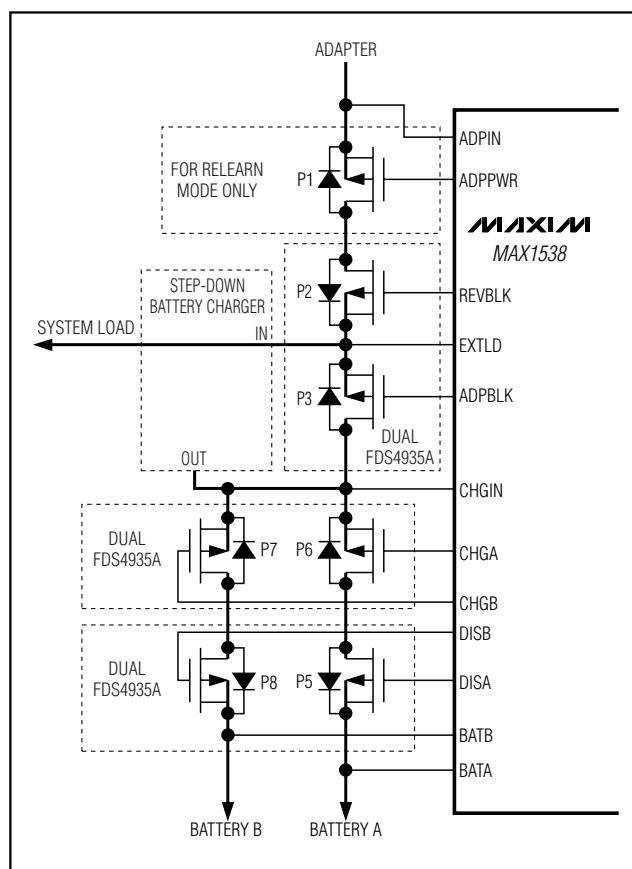 ADAPTER
ADPIN
FOR RELEARN
MODE ONLY
P1
ADPPWR
MAXIM
MAX1538
STEP-DOWN
BATTERY CHARGER
P2
REVBLK
SYSTEM LOAD
IN
EXTLD
P3
ADPBLK
DUAL
FDS4935A
OUT
CHGIN
DUAL
FDS4935A
P7
P6
CHGA
CHGB
DISB
DUAL
FDS4935A
P8
P5
DISA
BATB
BATA
BATTERY B
BATTERY A